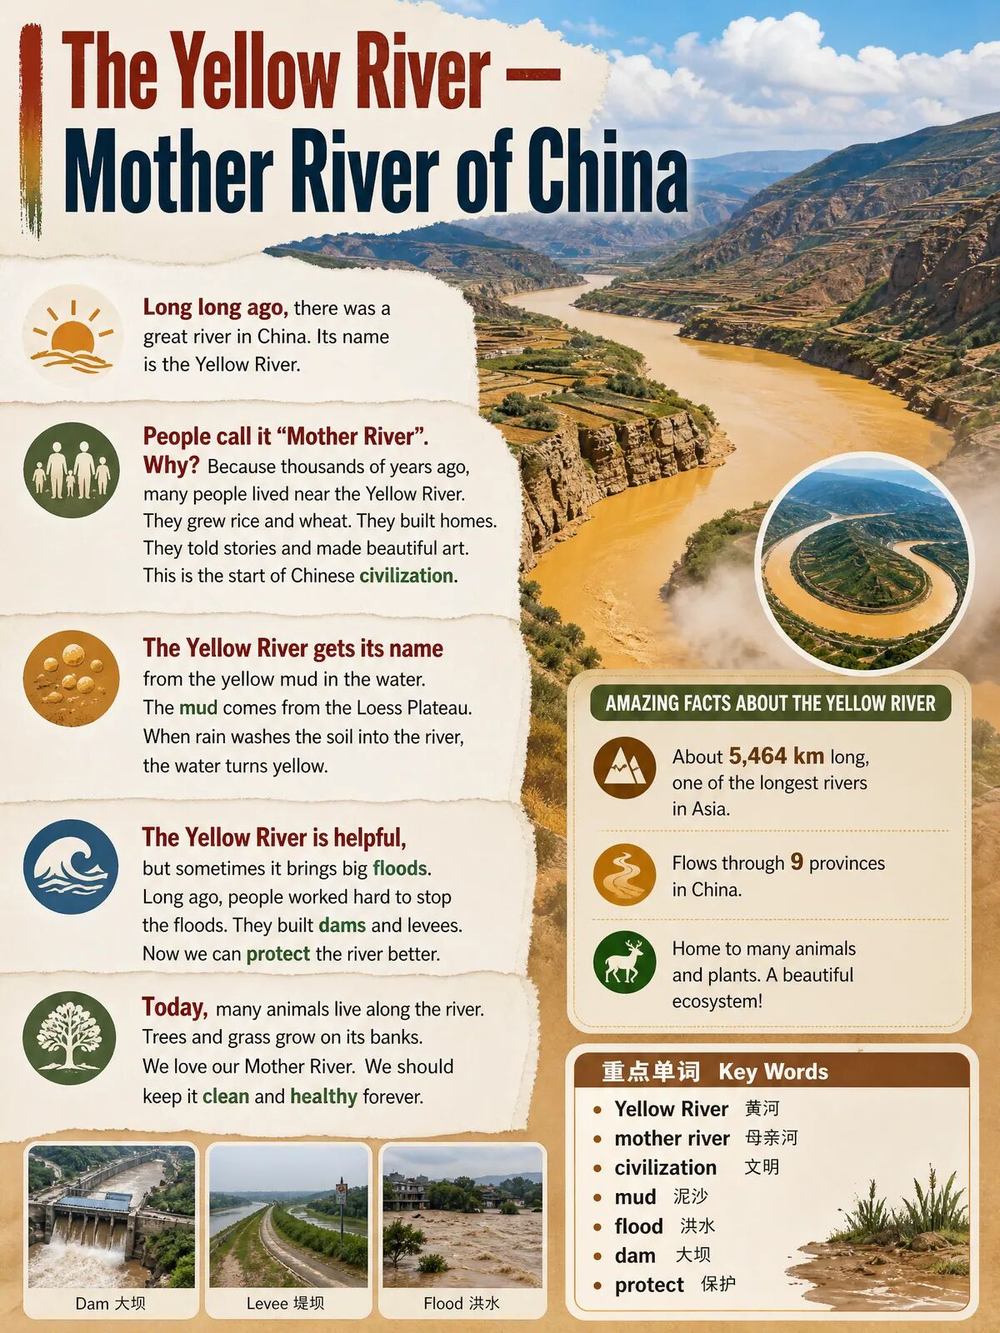 The Yellow River —
Mother River of China
Long long ago, there was a
great river in China. Its name
is the Yellow River.
People call it “Mother River”.
Why? Because thousands of years ago,
many people lived near the Yellow River.
They grew rice and wheat. They built homes.
They told stories and made beautiful art.
This is the start of Chinese civilization.
The Yellow River gets its name
from the yellow mud in the water.
The mud comes from the Loess Plateau.
When rain washes the soil into the river,
the water turns yellow.
The Yellow River is helpful,
but sometimes it brings big floods.
Long ago, people worked hard to stop
the floods. They built dams and levees.
Now we can protect the river better.
Today, many animals live along the river.
Trees and grass grow on its banks.
We love our Mother River. We should
keep it clean and healthy forever.
Dam 大坝
Levee 堤坝
Flood 洪水
AMAZING FACTS ABOUT THE YELLOW RIVER
About 5,464 km long,
one of the longest rivers
in Asia.
Flows through 9 provinces
in China.
Home to many animals
and plants. A beautiful
ecosystem!
重点单词 Key Words
• Yellow River 黄河
• mother river 母亲河
• civilization 文明
• mud 泥沙
• flood 洪水
• dam 大坝
• protect 保护